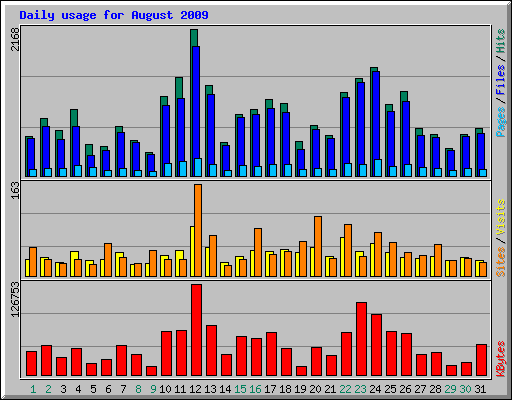 Daily usage for August 2009
2168
Pages / Files / Hits
163
Sites / Visits
126753
KBytes
1 2 3 4 5 6 7 8 9 10 11 12 13 14 15 16 17 18 19 20 21 22 23 24 25 26 27 28 29 30 31